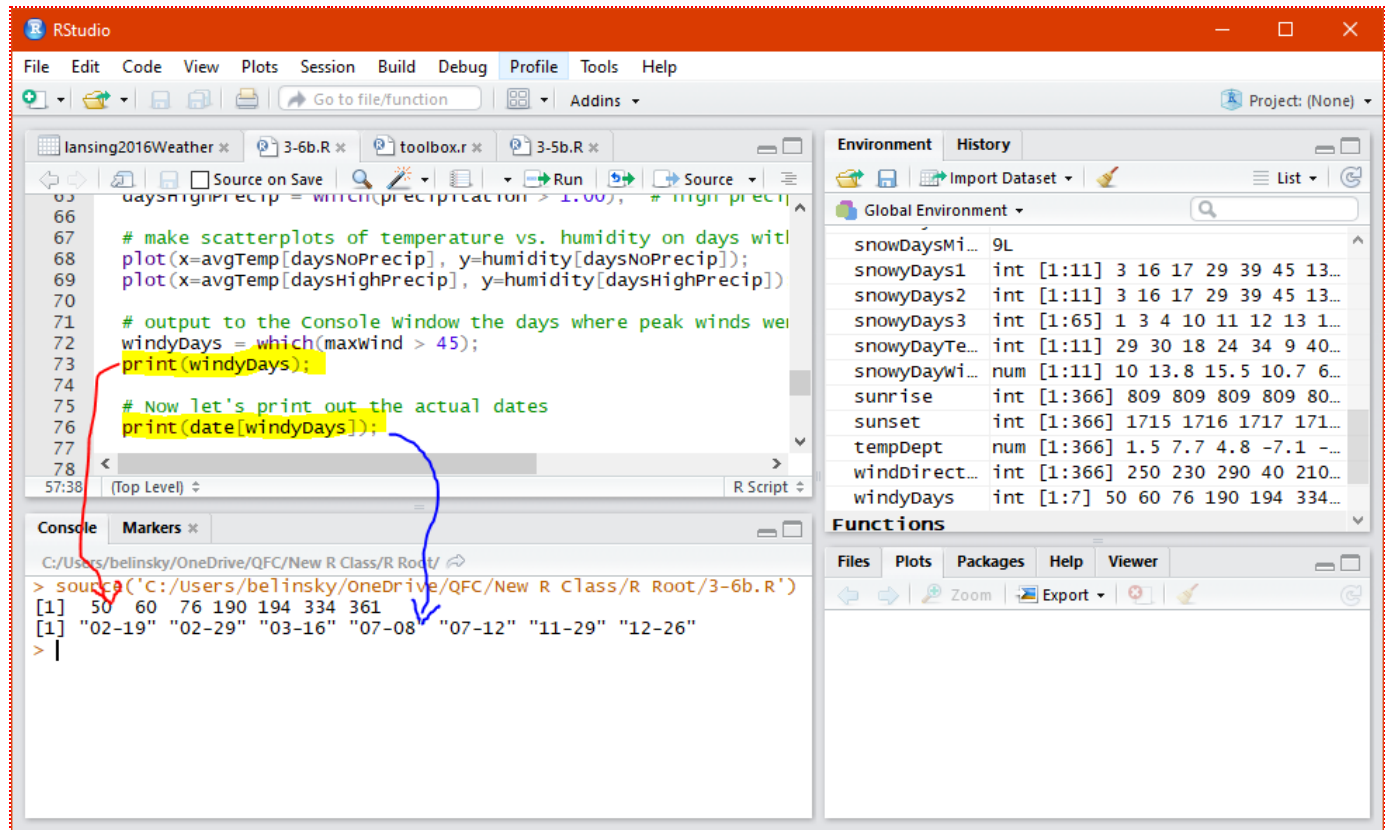 RStudio
File Edit Code View Plots Session Build Debug Profile Tools Help
Go to file/function Addins Project: (None)
lansing2016Weather 3-6b.R toolbox.r 3-5b.R
Source on Save Run Source
65 daysHighPrecip = which(precipitation > 1.00); # high precip
66
67 # make scatterplots of temperature vs. humidity on days with
68 plot(x=avgTemp[daysNoPrecip], y=humidity[daysNoPrecip]);
69 plot(x=avgTemp[daysHighPrecip], y=humidity[daysHighPrecip])
70
71 # output to the Console Window the days where peak winds wer
72 windyDays = which(maxWind > 45);
73 print(windyDays);
74
75 # Now let's print out the actual dates
76 print(date[windyDays]);
77
78
57:38 (Top Level) R Script
Console Markers
C:/Users/belinsky/OneDrive/QFC/New R Class/R Root/
> source('C:/Users/belinsky/OneDrive/QFC/New R Class/R Root/3-6b.R')
[1] 50 60 76 190 194 334 361
[1] "02-19" "02-29" "03-16" "07-08" "07-12" "11-29" "12-26"
>
Environment History
Import Dataset List
Global Environment
snowDaysMi… 9L
snowyDays1 int [1:11] 3 16 17 29 39 45 13…
snowyDays2 int [1:11] 3 16 17 29 39 45 13…
snowyDays3 int [1:65] 1 3 4 10 11 12 13 1…
snowyDayTe… int [1:11] 29 30 18 24 34 9 40…
snowyDayWi… num [1:11] 10 13.8 15.5 10.7 6…
sunrise int [1:366] 809 809 809 809 80…
sunset int [1:366] 1715 1716 1717 171…
tempDept num [1:366] 1.5 7.7 4.8 -7.1 -…
windDirect… int [1:366] 250 230 290 40 210…
windyDays int [1:7] 50 60 76 190 194 334…
Functions
Files Plots Packages Help Viewer
Zoom Export